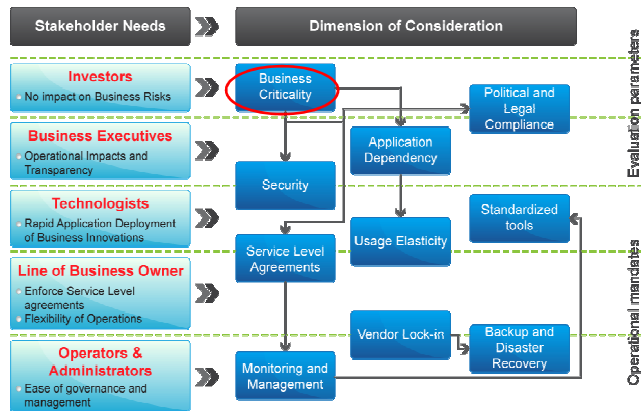 Stakeholder Needs
Dimension of Consideration
Investors
No impact on Business Risks
Business
Criticality
Political and
Legal
Compliance
Business Executives
Operational Impacts and
Transparency
Application
Dependency
Security
Technologists
Rapid Application Deployment
of Business Innovations
Standardized
tools
Usage Elasticity
Service Level
Agreements
Line of Business Owner
Enforce Service Level
agreements
Flexibility of Operations
Vendor Lock-in
Backup and
Disaster
Recovery
Operators &
Administrators
Ease of governance and
management
Monitoring and
Management
Evaluation parameters
Operational mandates